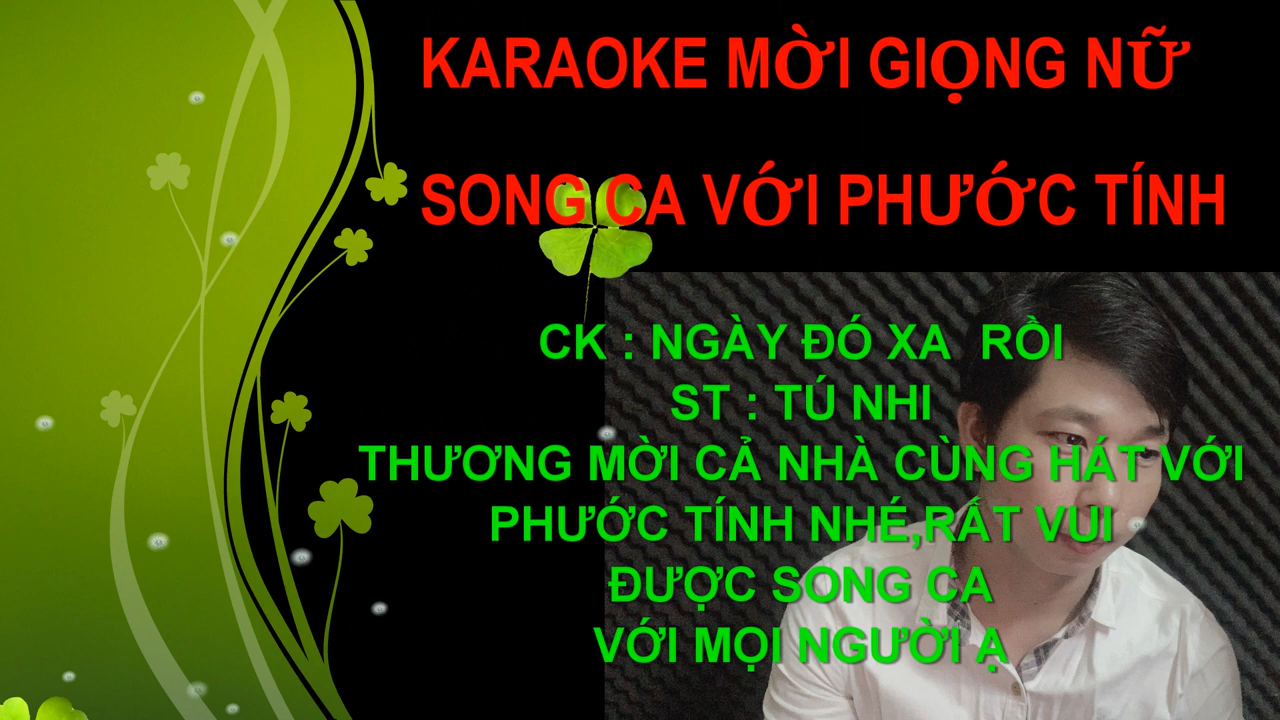 KARAOKE MỜI GIỌNG NỮ
SONG CA VỚI PHƯỚC TÍNH
CK : NGÀY ĐÓ XA RỒI
ST : TÚ NHI
THƯƠNG MỜI CẢ NHÀ CÙNG HÁT VỚI
PHƯỚC TÍNH NHÉ,RẤT VUI
ĐƯỢC SONG CA
VỚI MỌI NGƯỜI Ạ